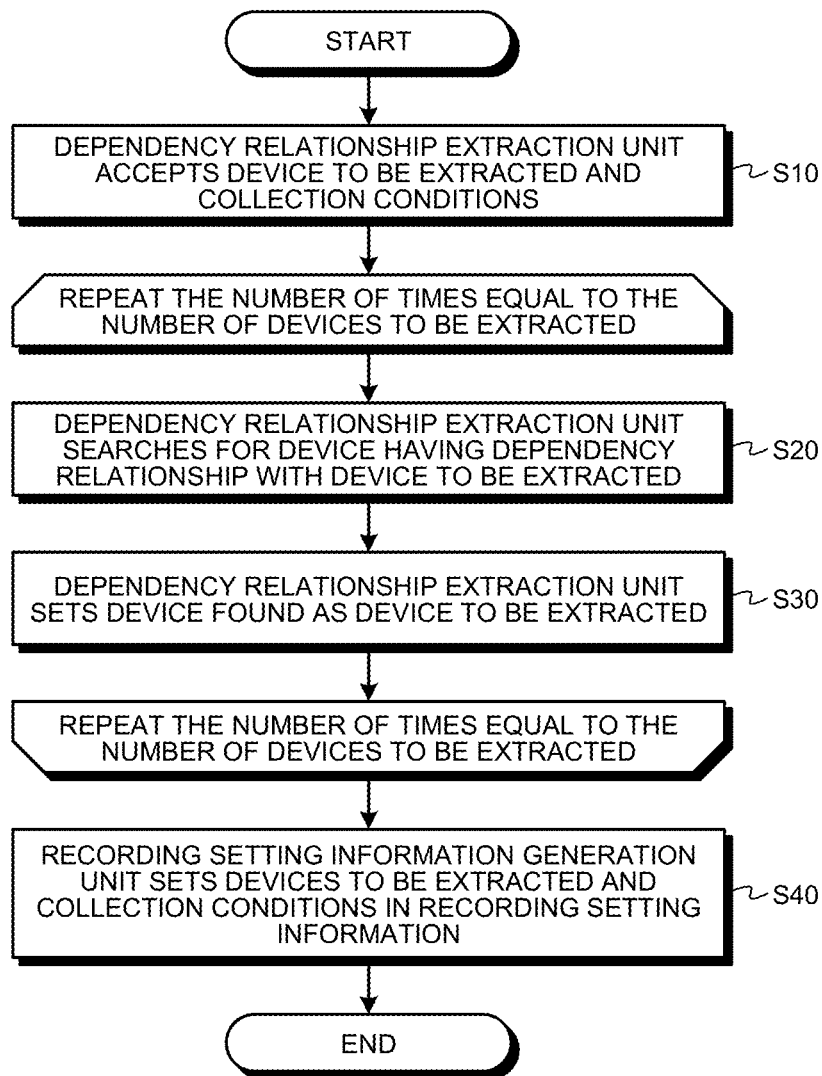 START
DEPENDENCY RELATIONSHIP EXTRACTION UNIT
ACCEPTS DEVICE TO BE EXTRACTED AND
COLLECTION CONDITIONS
S10
REPEAT THE NUMBER OF TIMES EQUAL TO THE
NUMBER OF DEVICES TO BE EXTRACTED
DEPENDENCY RELATIONSHIP EXTRACTION UNIT
SEARCHES FOR DEVICE HAVING DEPENDENCY
RELATIONSHIP WITH DEVICE TO BE EXTRACTED
S20
DEPENDENCY RELATIONSHIP EXTRACTION UNIT
SETS DEVICE FOUND AS DEVICE TO BE EXTRACTED
S30
REPEAT THE NUMBER OF TIMES EQUAL TO THE
NUMBER OF DEVICES TO BE EXTRACTED
RECORDING SETTING INFORMATION GENERATION
UNIT SETS DEVICES TO BE EXTRACTED AND
COLLECTION CONDITIONS IN RECORDING SETTING
INFORMATION
S40
END